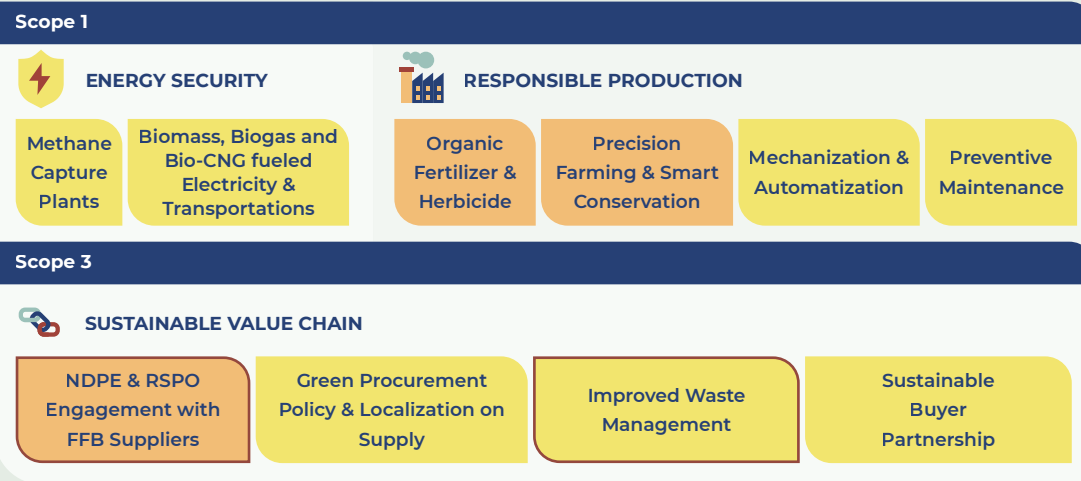 Scope 1
ENERGY SECURITY
RESPONSIBLE PRODUCTION
Methane
Capture
Plants
Biomass, Biogas and
Bio-CNG fueled
Electricity &
Transportations
Organic
Fertilizer &
Herbicide
Precision
Farming & Smart
Conservation
Mechanization &
Automatization
Preventive
Maintenance
Scope 3
SUSTAINABLE VALUE CHAIN
NDPE & RSPO
Engagement with
FFB Suppliers
Green Procurement
Policy & Localization on
Supply
Improved Waste
Management
Sustainable
Buyer
Partnership